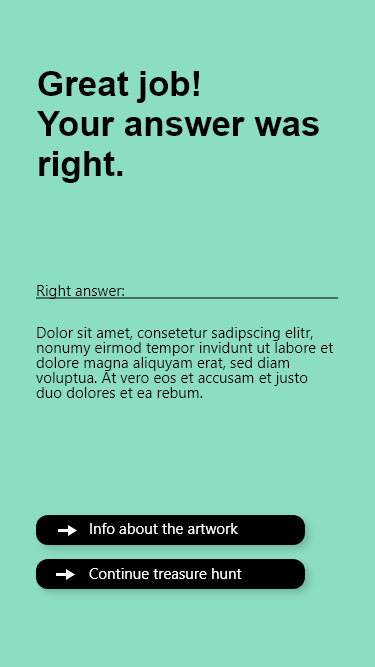 Great job!
Your answer was
right.
Right answer:
Dolor sit amet, consetetur sadipscing elitr,
nonumy eirmod tempor invidunt ut labore et
dolore magna aliquyam erat, sed diam
voluptua. At vero eos et accusam et justo
duo dolores et ea rebum.
Info about the artwork
Continue treasure hunt